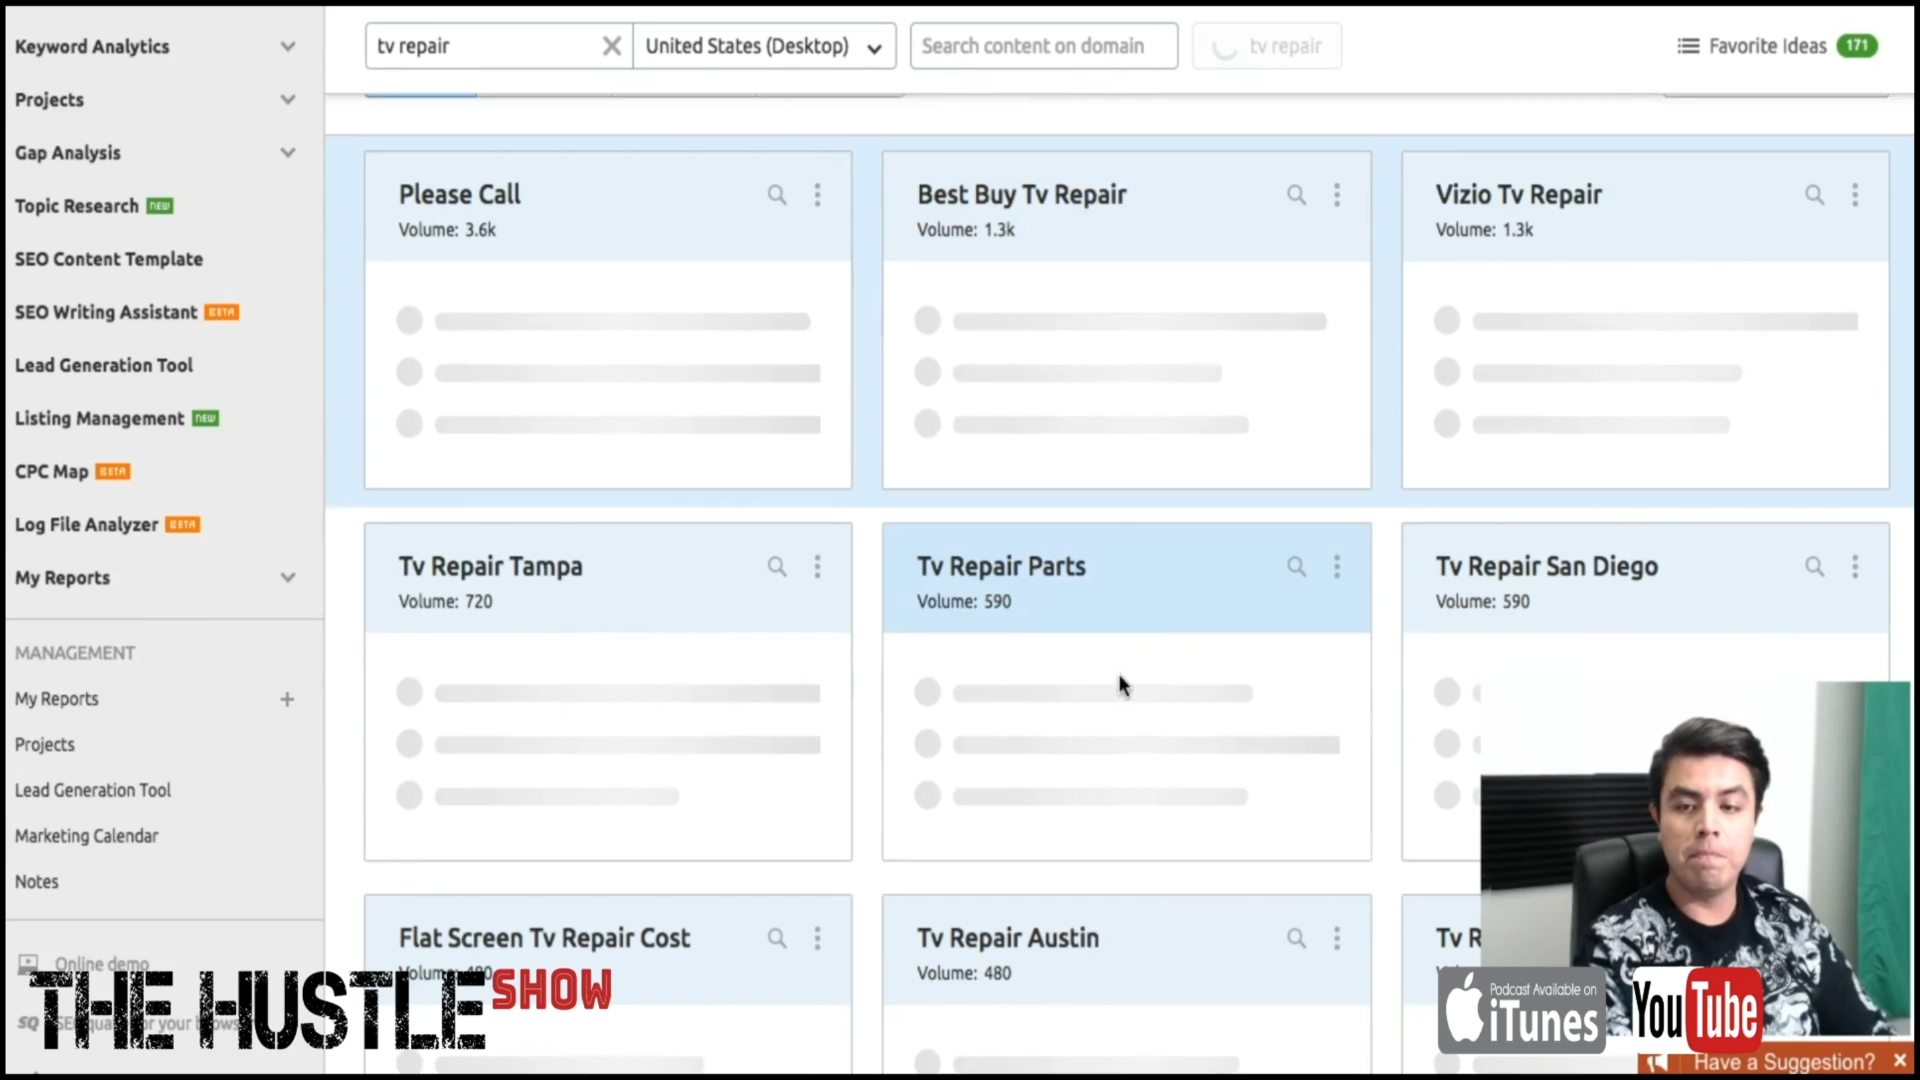 Keyword Analytics
Projects
Gap Analysis
Topic Research NEW
SEO Content Template
SEO Writing Assistant BETA
Lead Generation Tool
Listing Management NEW
CPC Map BETA
Log File Analyzer BETA
My Reports
MANAGEMENT
My Reports +
Projects
Lead Generation Tool
Marketing Calendar
Notes
Online demo
tv repair
United States (Desktop)
Search content on domain
tv repair
Favorite Ideas 171
Please Call
Volume: 3.6k
Best Buy Tv Repair
Volume: 1.3k
Vizio Tv Repair
Volume: 1.3k
Tv Repair Tampa
Volume: 720
Tv Repair Parts
Volume: 590
Tv Repair San Diego
Volume: 590
Flat Screen Tv Repair Cost
Tv Repair Austin
Volume: 480
Tv R
THE HUSTLE SHOW
Podcast Available on
iTunes
YouTube
Have a Suggestion?